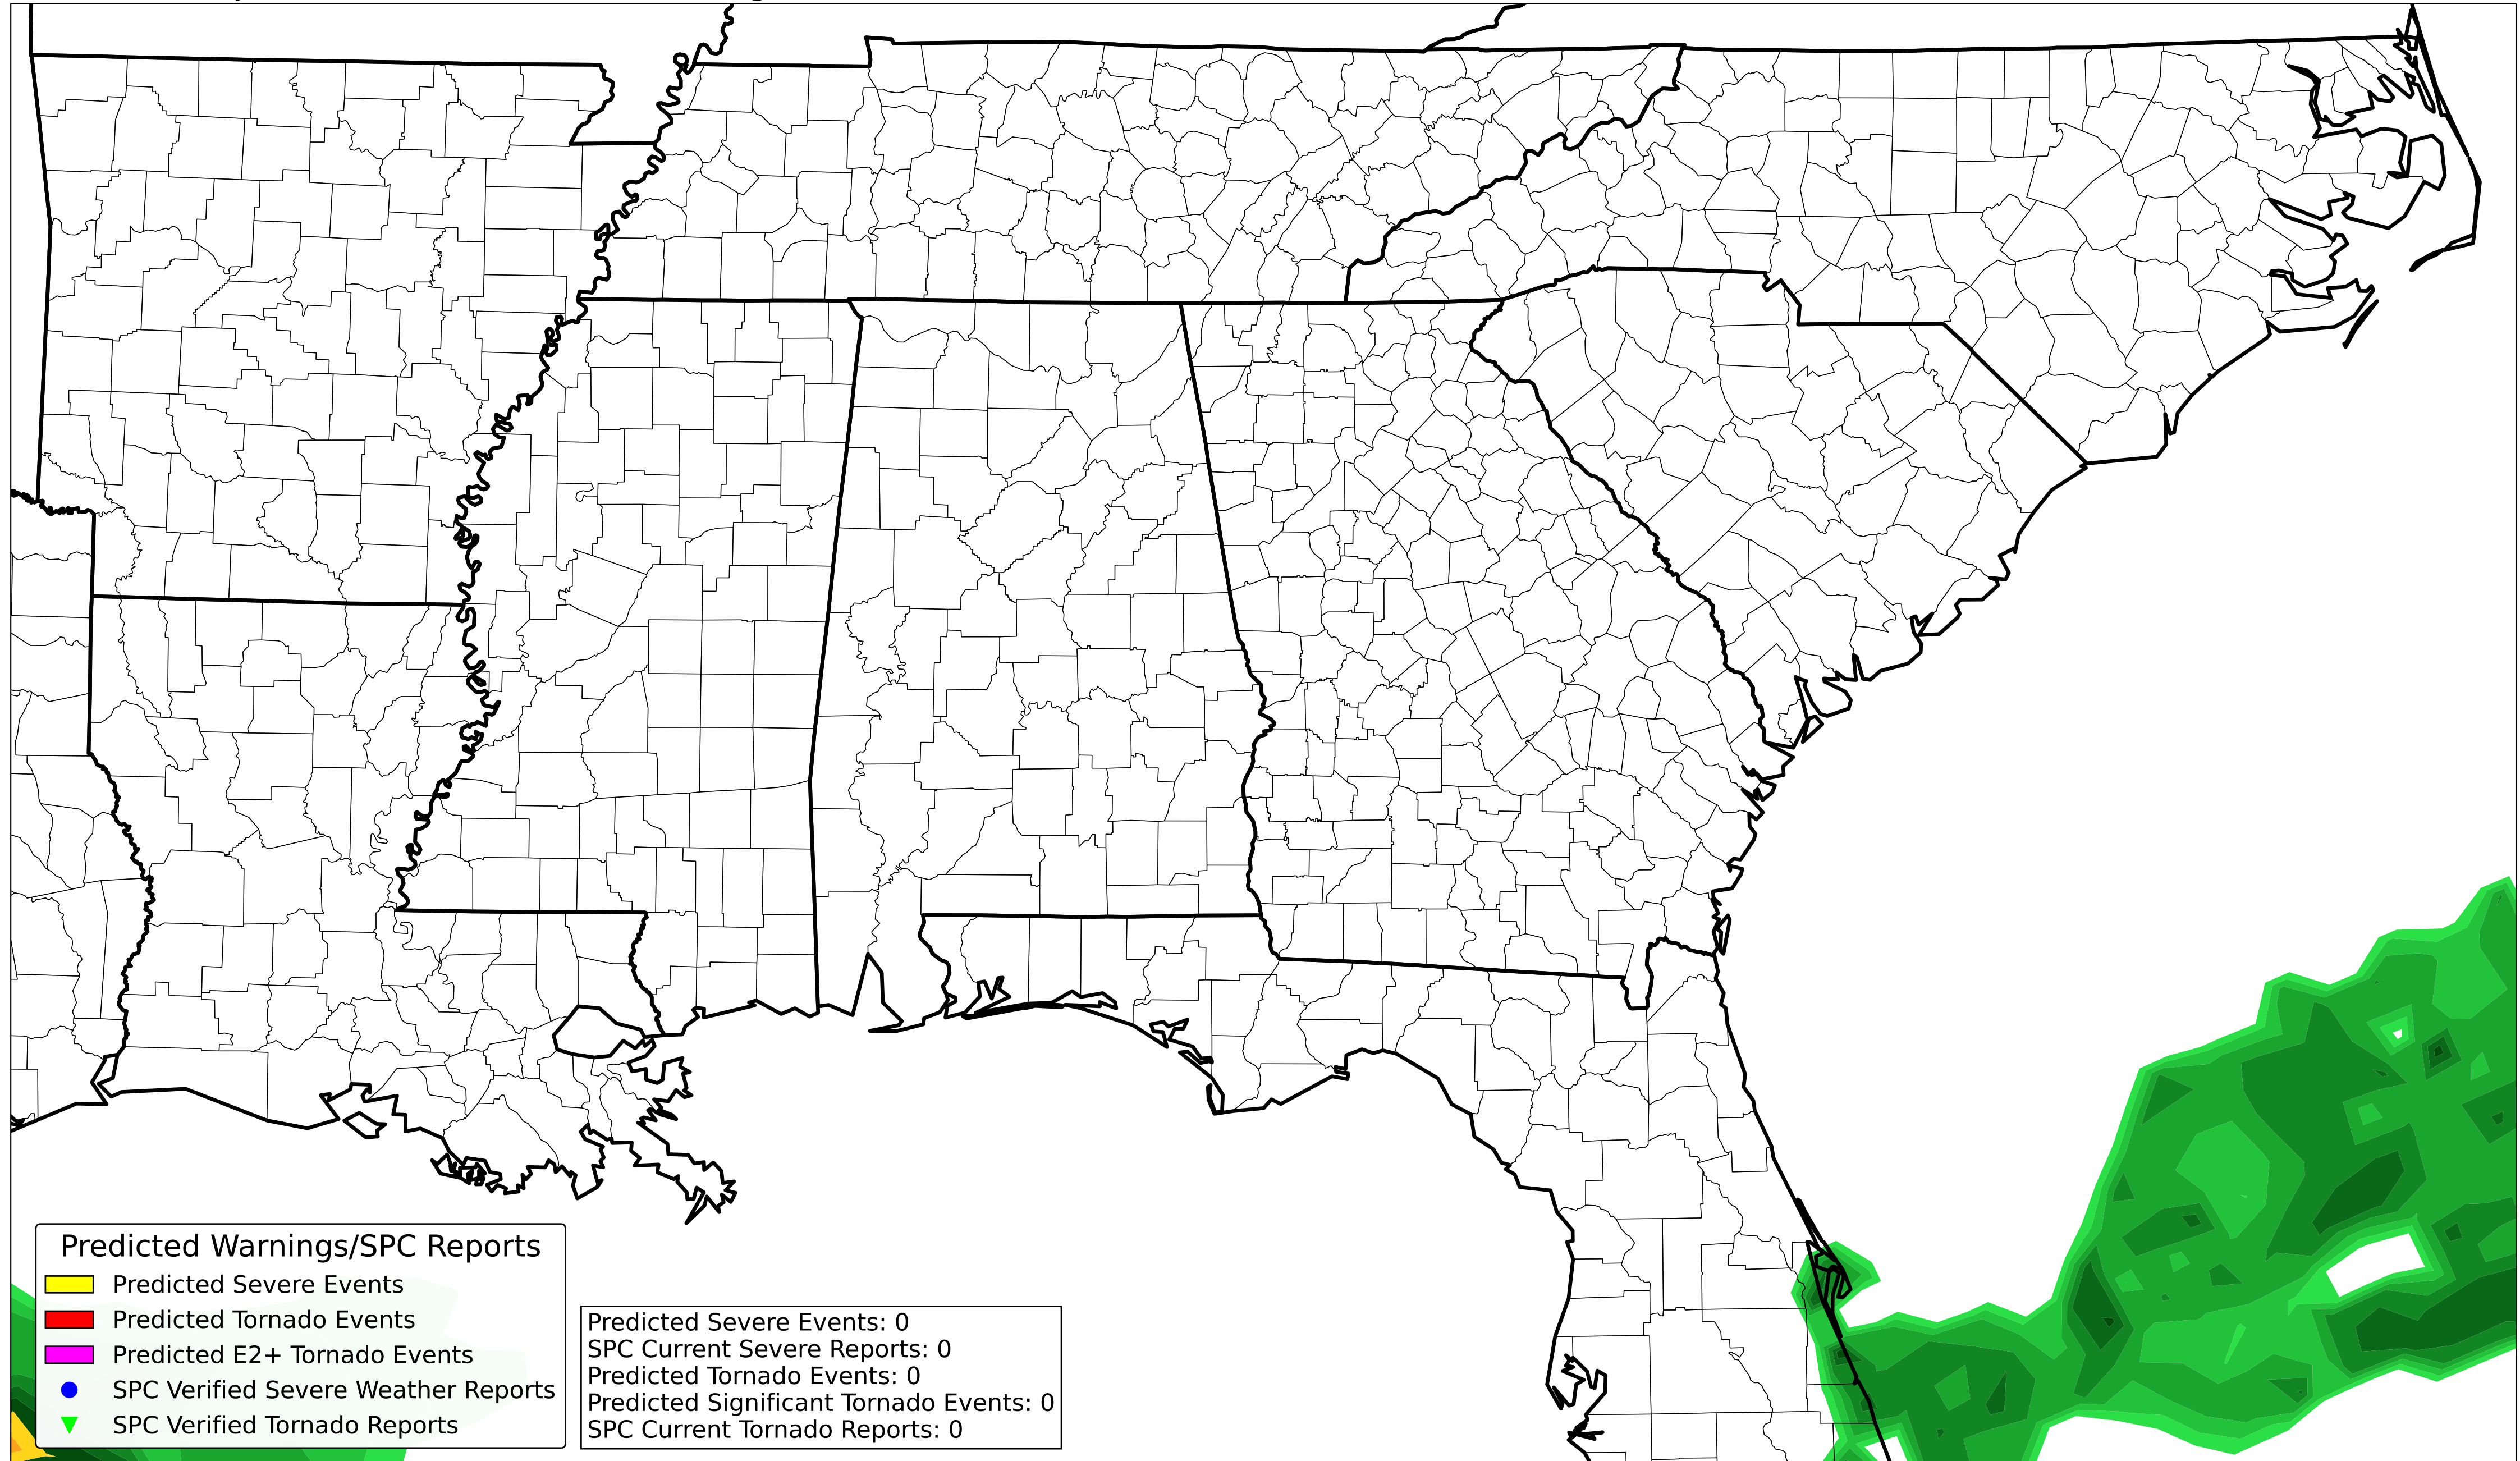 Predicted Warnings/SPC Reports
Predicted Severe Events
Predicted Tornado Events
Predicted E2+ Tornado Events
SPC Verified Severe Weather Reports
SPC Verified Tornado Reports
Predicted Severe Events: 0
SPC Current Severe Reports: 0
Predicted Tornado Events: 0
Predicted Significant Tornado Events: 0
SPC Current Tornado Reports: 0